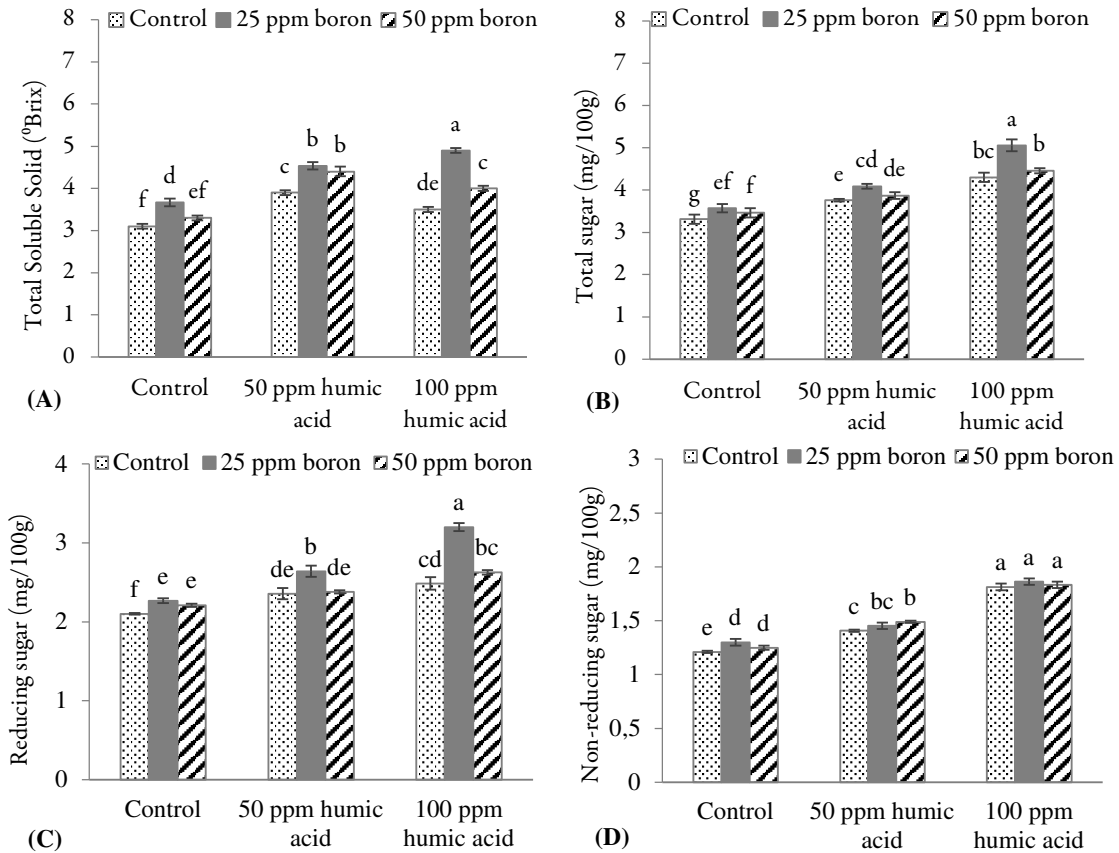 Control 25 ppm boron 50 ppm boron
8
7
6
5
4
3
2
1
0
Total Soluble Solid (⁰Brix)
f d ef c b b de a c
Control 50 ppm humic acid 100 ppm humic acid
(A)
Control 25 ppm boron 50 ppm boron
8
7
6
5
4
3
2
1
0
Total sugar (mg/100g)
g ef f e cd de bc a b
Control 50 ppm humic acid 100 ppm humic acid
(B)
Control 25 ppm boron 50 ppm boron
4
3
2
1
0
Reducing sugar (mg/100g)
f e e de b de cd a bc
Control 50 ppm humic acid 100 ppm humic acid
(C)
Control 25 ppm boron 50 ppm boron
3
2,5
2
1,5
1
0,5
0
Non-reducing sugar (mg/100g)
e d d c bc b a a a
Control 50 ppm humic acid 100 ppm humic acid
(D)